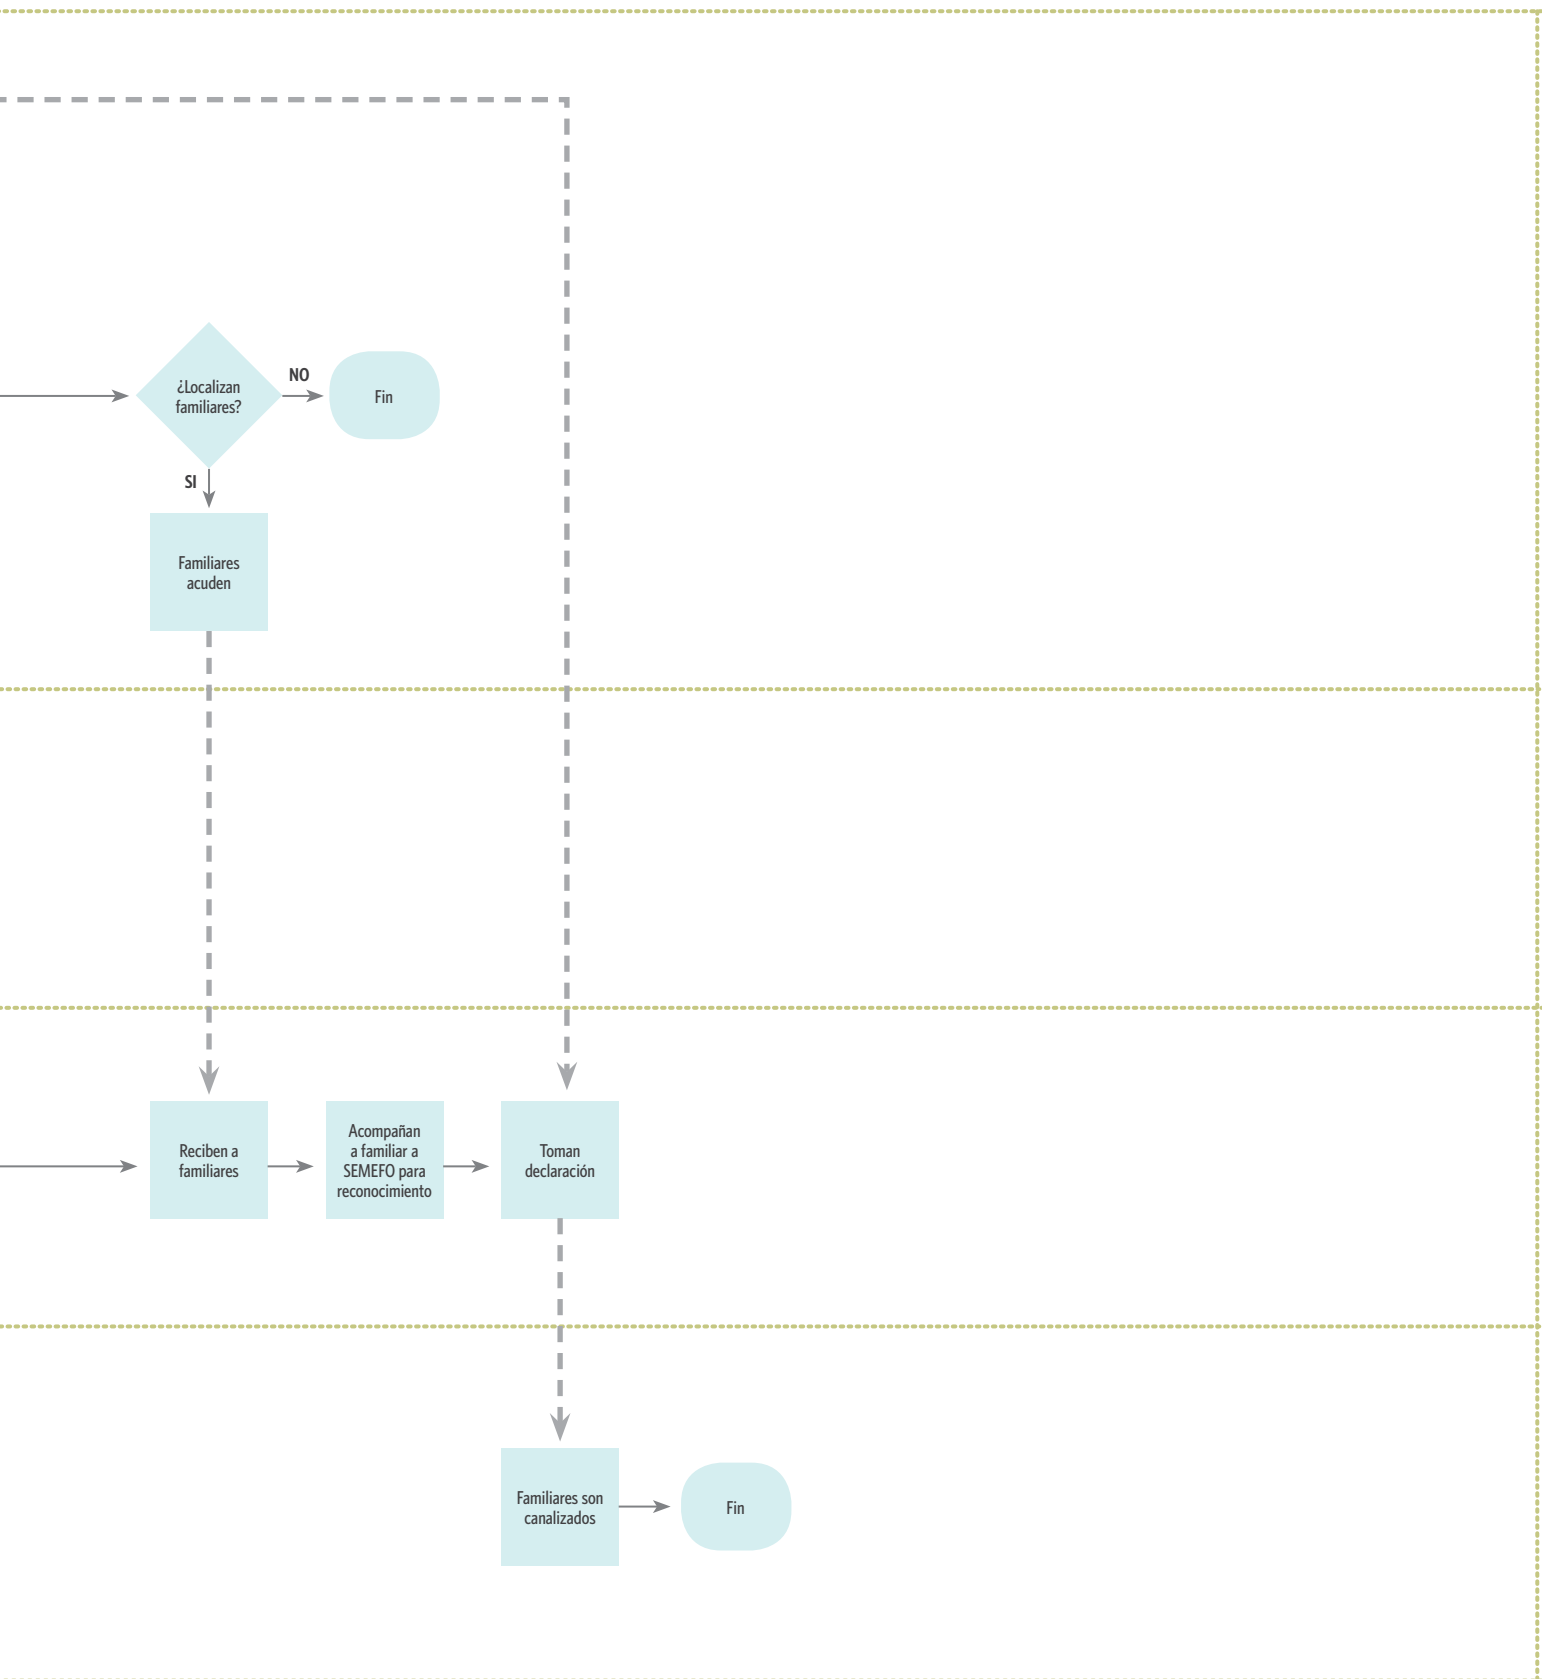 ¿Localizan
familiares?
NO
Fin
SI
Familiares
acuden
Reciben a
familiares
Acompañan
a familiar a
SEMEFO para
reconocimiento
Toman
declaración
Familiares son
canalizados
Fin